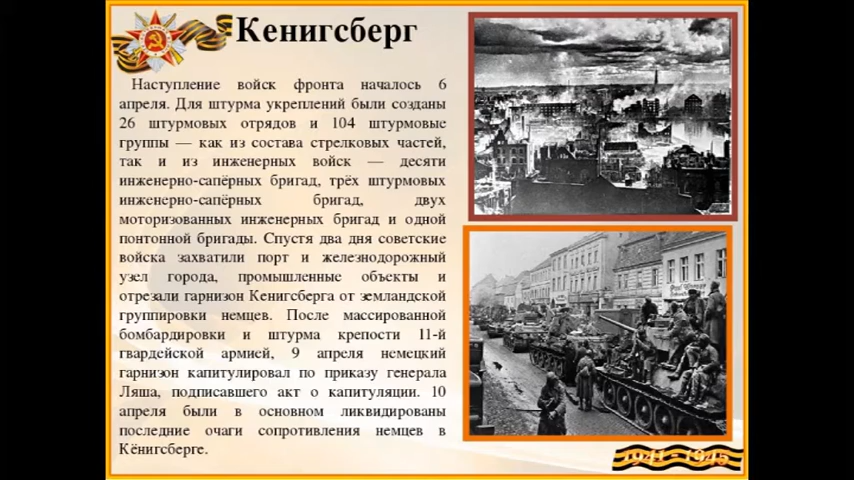 Кенигсберг
Наступление войск фронта началось 6
апреля. Для штурма укреплений были созданы
26 штурмовых отрядов и 104 штурмовые
группы — как из состава стрелковых частей,
так и из инженерных войск — десяти
инженерно-сапёрных бригад, трёх штурмовых
инженерно-сапёрных бригад, двух
моторизованных инженерных бригад и одной
понтонной бригады. Спустя два дня советские
войска захватили порт и железнодорожный
узел города, промышленные объекты и
отрезали гарнизон Кенигсберга от земландской
группировки немцев. После массированной
бомбардировки и штурма крепости 11-й
гвардейской армией, 9 апреля немецкий
гарнизон капитулировал по приказу генерала
Ляша, подписавшего акт о капитуляции. 10
апреля были в основном ликвидированы
последние очаги сопротивления немцев в
Кёнигсберге.
1941-1945